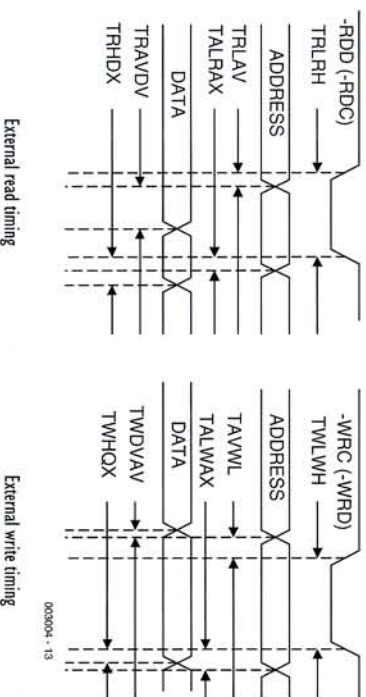 -RDD (-RDC)
TRLRH
ADDRESS
TRLAV
TALRAX
DATA
TRAVDV
TRHDX
External read timing
-WRC (-WRD)
TWLWH
ADDRESS
TAVWL
TALWAX
DATA
TWDVAV
TWHQX
003004 - 13
External write timing